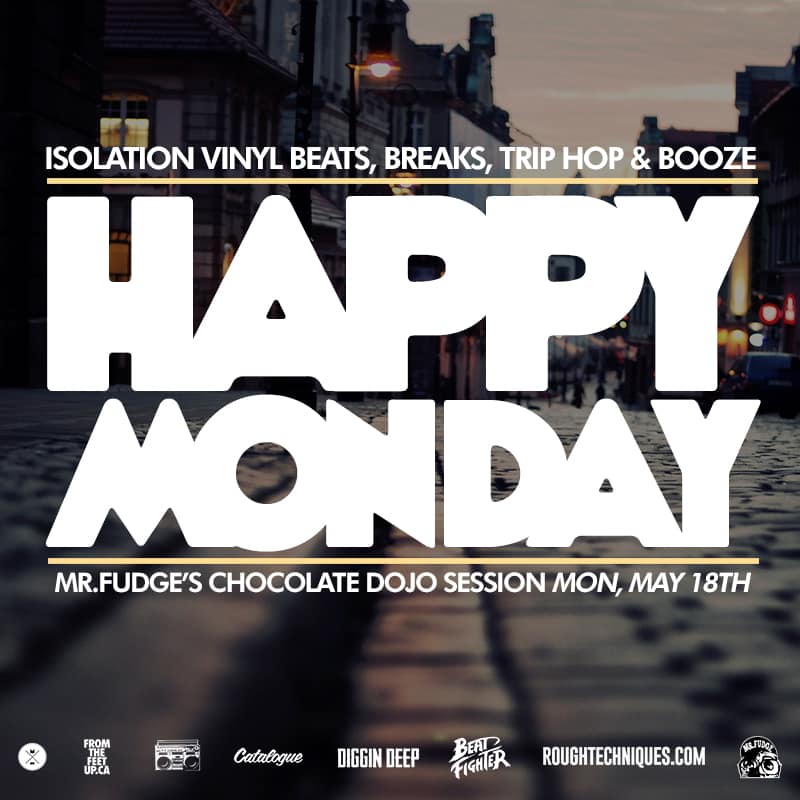 ISOLATION VINYL BEATS, BREAKS, TRIP HOP & BOOZE
HAPPY
MONDAY
MR.FUDGE'S CHOCOLATE DOJO SESSION MON, MAY 18TH
FROM
THE
FEET
UP.CA
Catalogue
DIGGIN DEEP
BEAT
FIGHTER
ROUGHTECHNIQUES.COM
MR.FUDGE